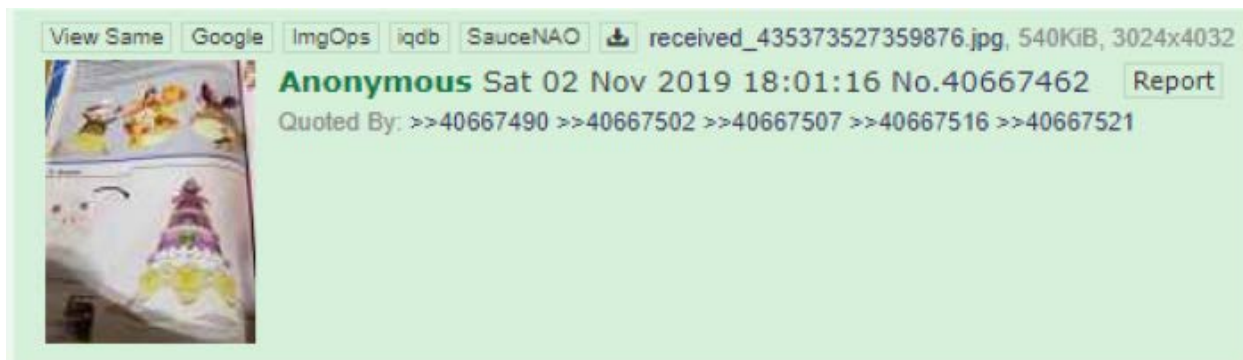 View Same Google ImgOps iqdb SauceNAO received_435373527359876.jpg, 540KiB, 3024x4032
Anonymous Sat 02 Nov 2019 18:01:16 No.40667462 Report
Quoted By: >>40667490 >>40667502 >>40667507 >>40667516 >>40667521